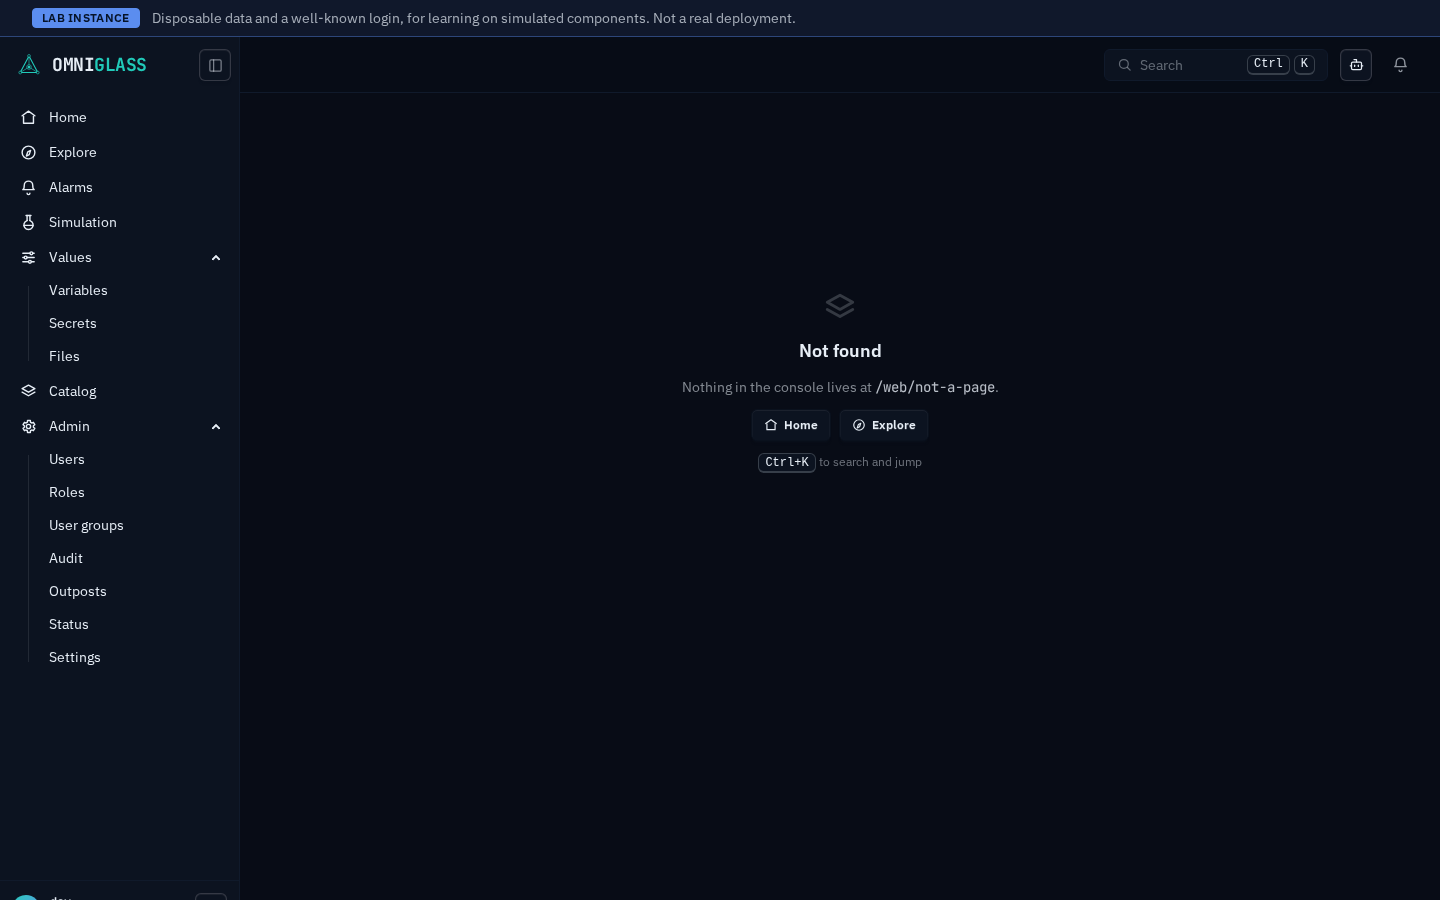 LAB INSTANCE Disposable data and a well-known login, for learning on simulated components. Not a real deployment.
OMNIGLASS
Search Ctrl K
Home
Explore
Alarms
Simulation
Values
Variables
Secrets
Files
Catalog
Admin
Users
Roles
User groups
Audit
Outposts
Status
Settings
Not found
Nothing in the console lives at /web/not-a-page.
Home Explore
Ctrl+K to search and jump